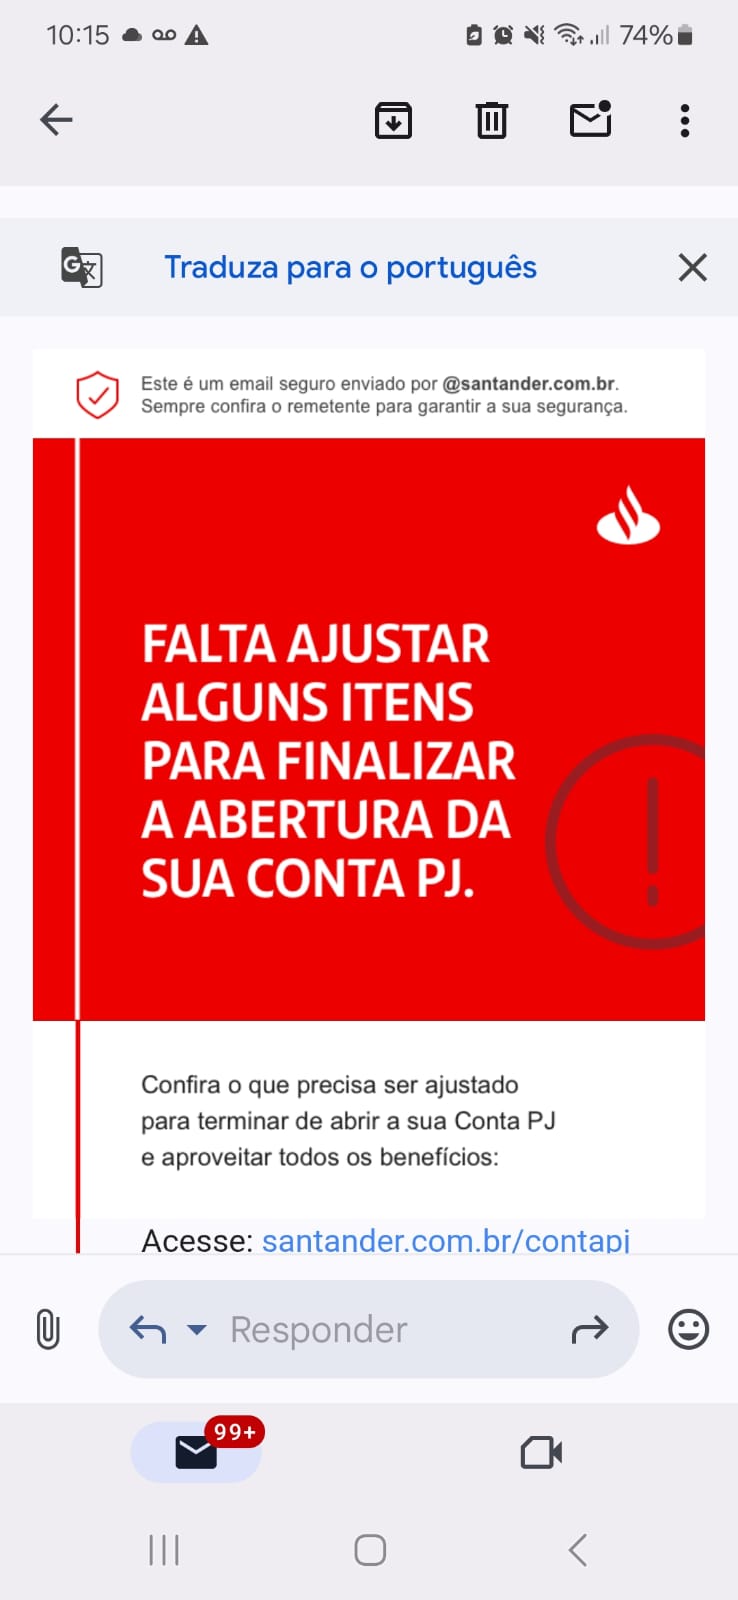 10:15
74%
Traduza para o português
Este é um email seguro enviado por @santander.com.br.
Sempre confira o remetente para garantir a sua segurança.
FALTA AJUSTAR
ALGUNS ITENS
PARA FINALIZAR
A ABERTURA DA
SUA CONTA PJ.
Confira o que precisa ser ajustado
para terminar de abrir a sua Conta PJ
e aproveitar todos os benefícios:
Acesse: santander.com.br/contapj
Responder
99+